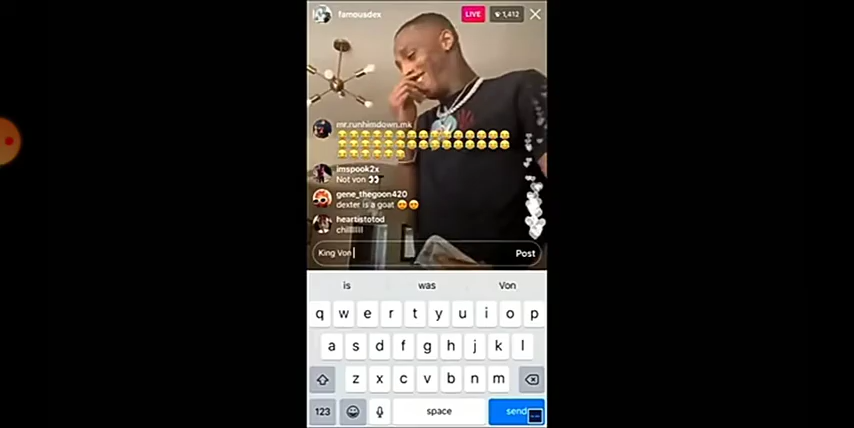 famousdex LIVE 1,412
mr.runhimdown.mk
😂😂😂😂😂😂😂😂😂😂😂😂😂😂
😂😂😂😂😂😂😂😂😂😂😂😂😂😂
😂😂😂😂😂😂
imspook2x
Not von 👀
gene_thegoon420
dexter is a goat 😍😍
heartistotod
chillllllll
King Von Post
is was Von
q w e r t y u i o p
a s d f g h j k l
z x c v b n m
123 space send